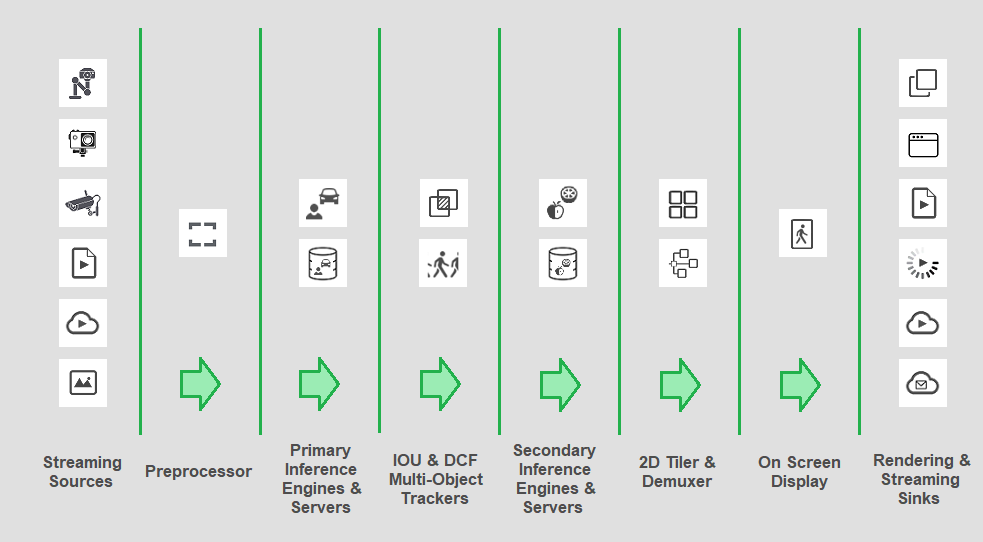 Streaming
Sources
Preprocessor
Primary
Inference
Engines &
Servers
IOU & DCF
Multi-Object
Trackers
Secondary
Inference
Engines &
Servers
2D Tiler &
Demuxer
On Screen
Display
Rendering &
Streaming
Sinks